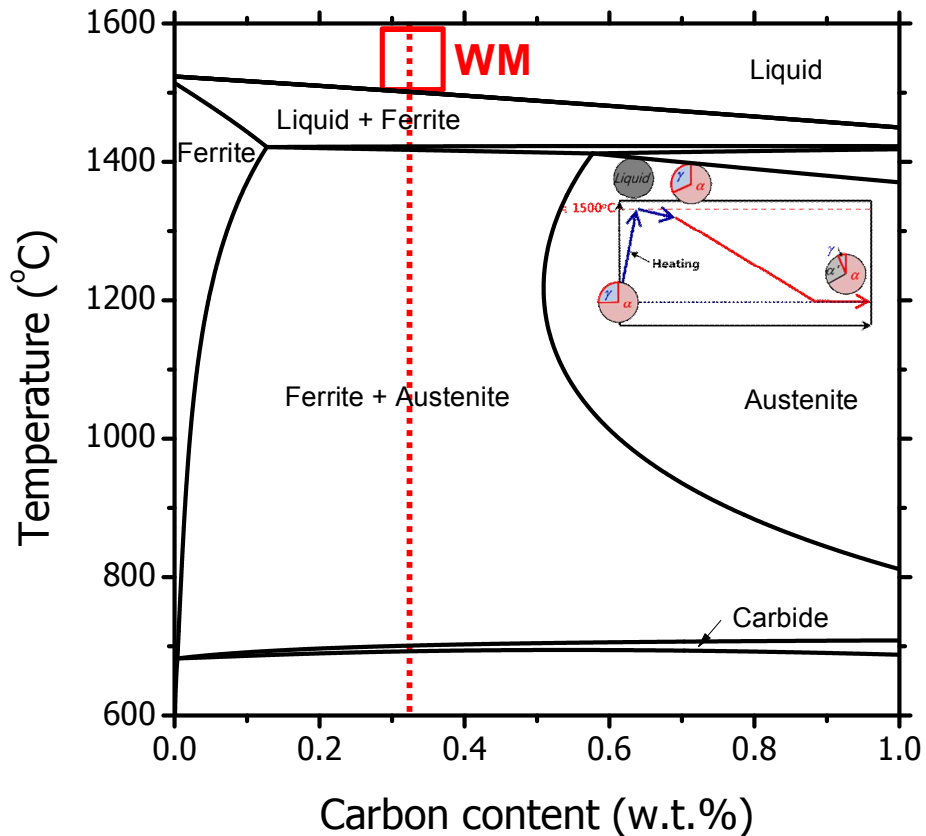 1600
1400
1200
1000
800
600
Temperature (°C)
WM
Liquid
Liquid + Ferrite
Ferrite
Liquid
γ
α
1500°C
Heating
γ
α'
α
γ
α
Ferrite + Austenite
Austenite
Carbide
0.0
0.2
0.4
0.6
0.8
1.0
Carbon content (w.t.%)